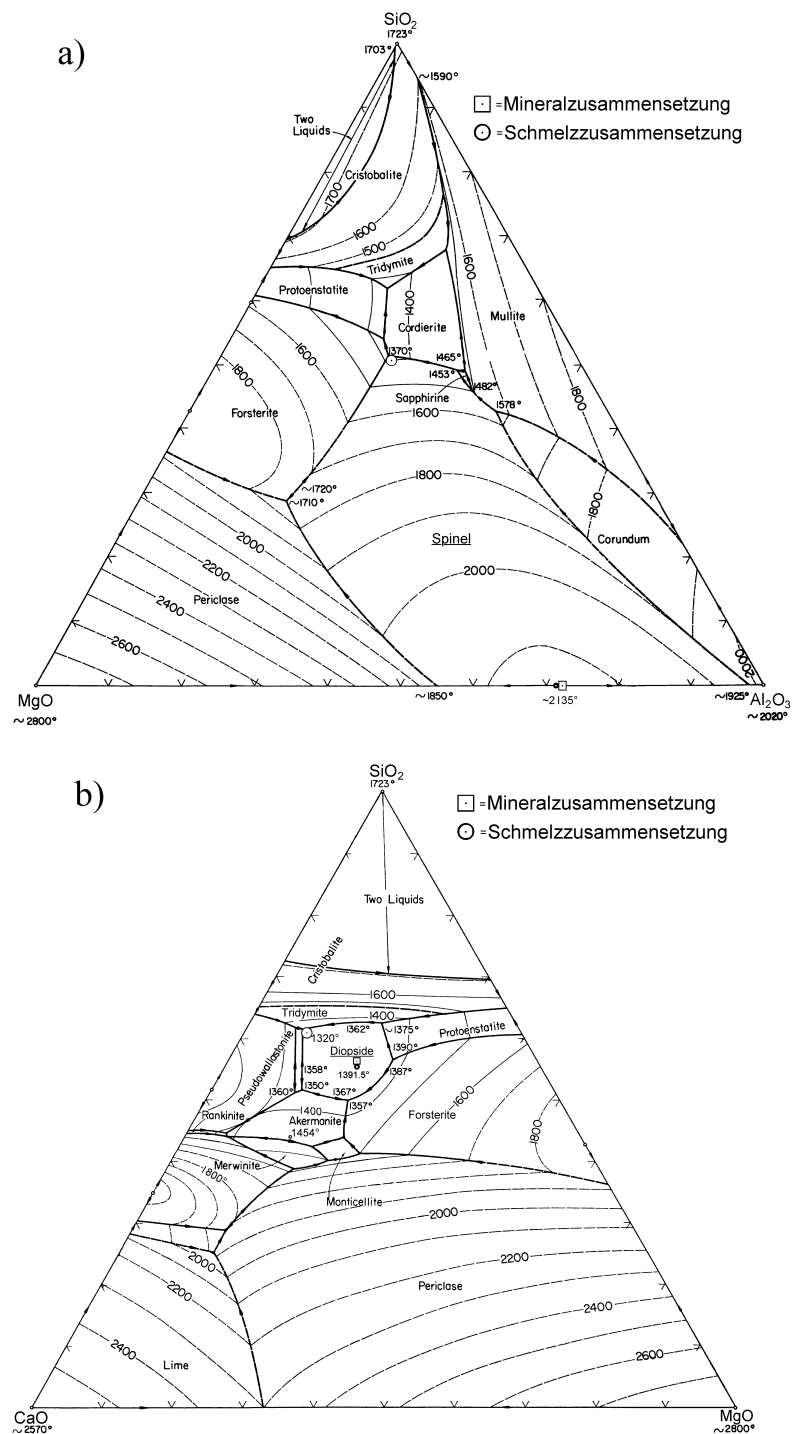 a)
SiO2
1723°
1703°
~1590°
=Mineralzusammensetzung
=Schmelzzusammensetzung
Two
Liquids
Cristobalite
1700
1600
1500
Tridymite
1600
Protoenstatite
1400
Mullite
Cordierite
1370°
1465°
1453°
1600
1800
1482°
Sapphirine
1578°
1800
1600
Forsterite
1800
~1720°
~1710°
1800
2000
Spinel
Corundum
2200
2000
2400
Periclase
2600
2000
MgO
~2800°
~1850°
~2135°
~1925°
Al2O3
~2020°
b)
SiO2
1723°
=Mineralzusammensetzung
=Schmelzzusammensetzung
Two Liquids
Cristobalite
1600
Tridymite
1400
1362°
~1375°
Protoenstatite
1320°
1390°
Diopside
Pseudowallastonite
1358°
1391.5°
1387°
1350°
1360°
1367°
1357°
1600
Rankinite
1400
Akermanite
Forsterite
1454°
1800
Merwinite
1800°
Monticellite
2000
2000
2200
2200
Periclase
2400
2400
Lime
2600
CaO
~2570°
MgO
~2800°